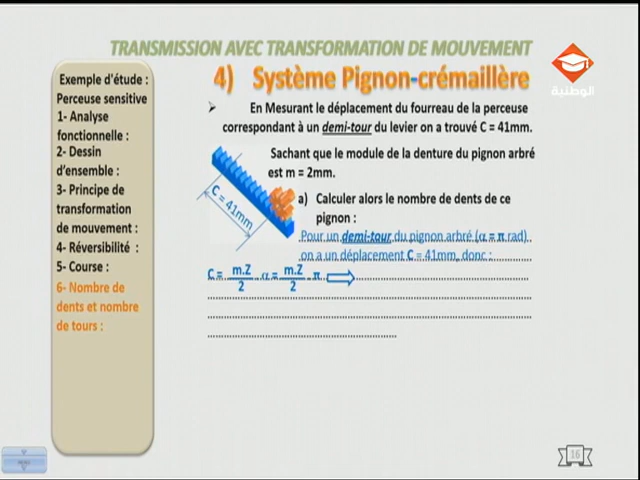 TRANSMISSION AVEC TRANSFORMATION DE MOUVEMENT
الوطنية
Exemple d'étude :
Perceuse sensitive
1- Analyse
fonctionnelle :
2- Dessin
d'ensemble :
3- Principe de
transformation
de mouvement :
4- Réversibilité :
5- Course :
6- Nombre de
dents et nombre
de tours :
4) Système Pignon-crémaillère
En Mesurant le déplacement du fourreau de la perceuse
correspondant à un demi-tour du levier on a trouvé C = 41mm.
Sachant que le module de la denture du pignon arbré
est m = 2mm.
C = 41mm
a) Calculer alors le nombre de dents de ce
pignon :
Pour un demi-tour du pignon arbré (α = π rad)
on a un déplacement C = 41mm, donc :
C = m.Z/2 . α = m.Z/2 . π
16